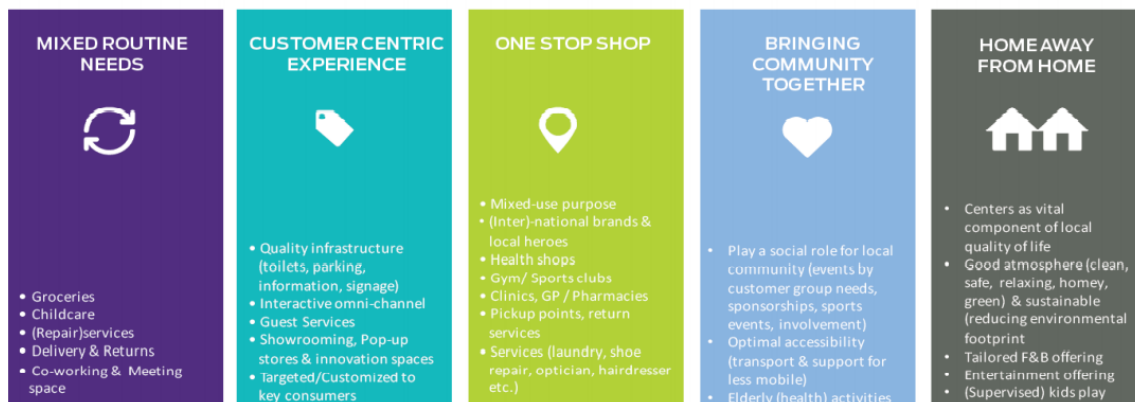 MIXED ROUTINE
NEEDS
• Groceries
• Childcare
• (Repair)services
• Delivery & Returns
• Co-working & Meeting
space
CUSTOMER CENTRIC
EXPERIENCE
• Quality infrastructure
(toilets, parking,
information, signage)
• Interactive omni-channel
• Guest Services
• Showrooming, Pop-up
stores & innovation spaces
• Targeted/Customized to
key consumers
ONE STOP SHOP
• Mixed-use purpose
• (Inter)-national brands &
local heroes
• Health shops
• Gym/ Sports clubs
• Clinics, GP / Pharmacies
• Pickup points, return
services
• Services (laundry, shoe
repair, optician, hairdresser
etc.)
BRINGING
COMMUNITY
TOGETHER
• Play a social role for local
community (events by
customer group needs,
sponsorships, sports
events, involvement)
• Optimal accessibility
(transport & support for
less mobile)
• Elderly (health) activities
HOME AWAY
FROM HOME
• Centers as vital
component of local
quality of life
• Good atmosphere (clean,
safe, relaxing, homey,
green) & sustainable
(reducing environmental
footprint
• Tailored F&B offering
• Entertainment offering
• (Supervised) kids play